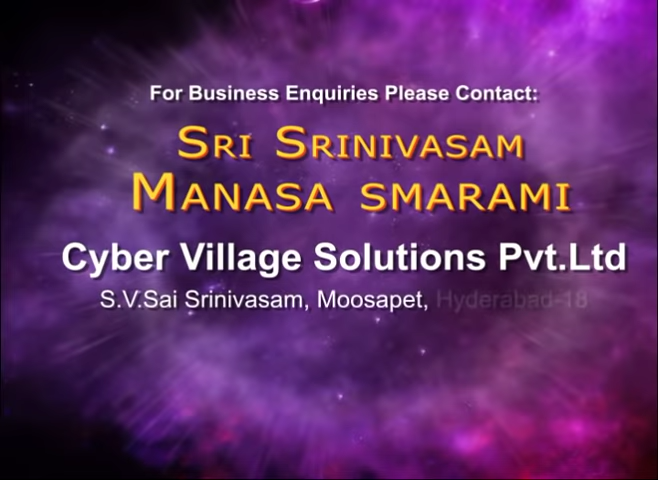 For Business Enquiries Please Contact:
Sri Srinivasam
Manasa smarami
Cyber Village Solutions Pvt.Ltd
S.V.Sai Srinivasam, Moosapet, Hyderabad-18